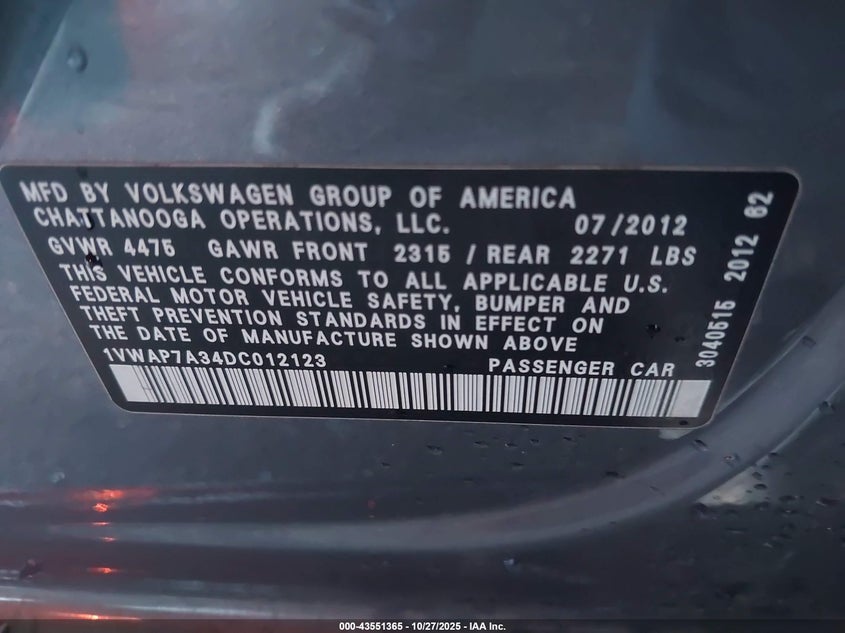 MFD BY VOLKSWAGEN GROUP OF AMERICA
CHATTANOOGA OPERATIONS, LLC. 07/2012
GVWR 4475 GAWR FRONT 2315 / REAR 2271 LBS
THIS VEHICLE CONFORMS TO ALL APPLICABLE U.S.
FEDERAL MOTOR VEHICLE SAFETY, BUMPER AND
THEFT PREVENTION STANDARDS IN EFFECT ON
THE DATE OF MANUFACTURE SHOWN ABOVE
1VWAP7A34DC012123 PASSENGER CAR
3040515 2012 62
000-43551365 - 10/27/2025 - IAA Inc.